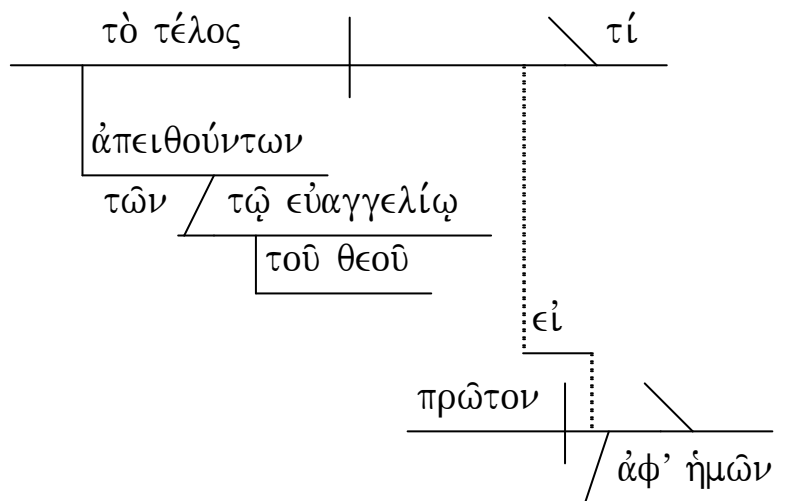 τὸ τέλος τί
ἀπειθούντων
τῶν τῷ εὐαγγελίῳ
τοῦ θεοῦ
εἰ
πρῶτον
ἀφ’ ἡμῶν